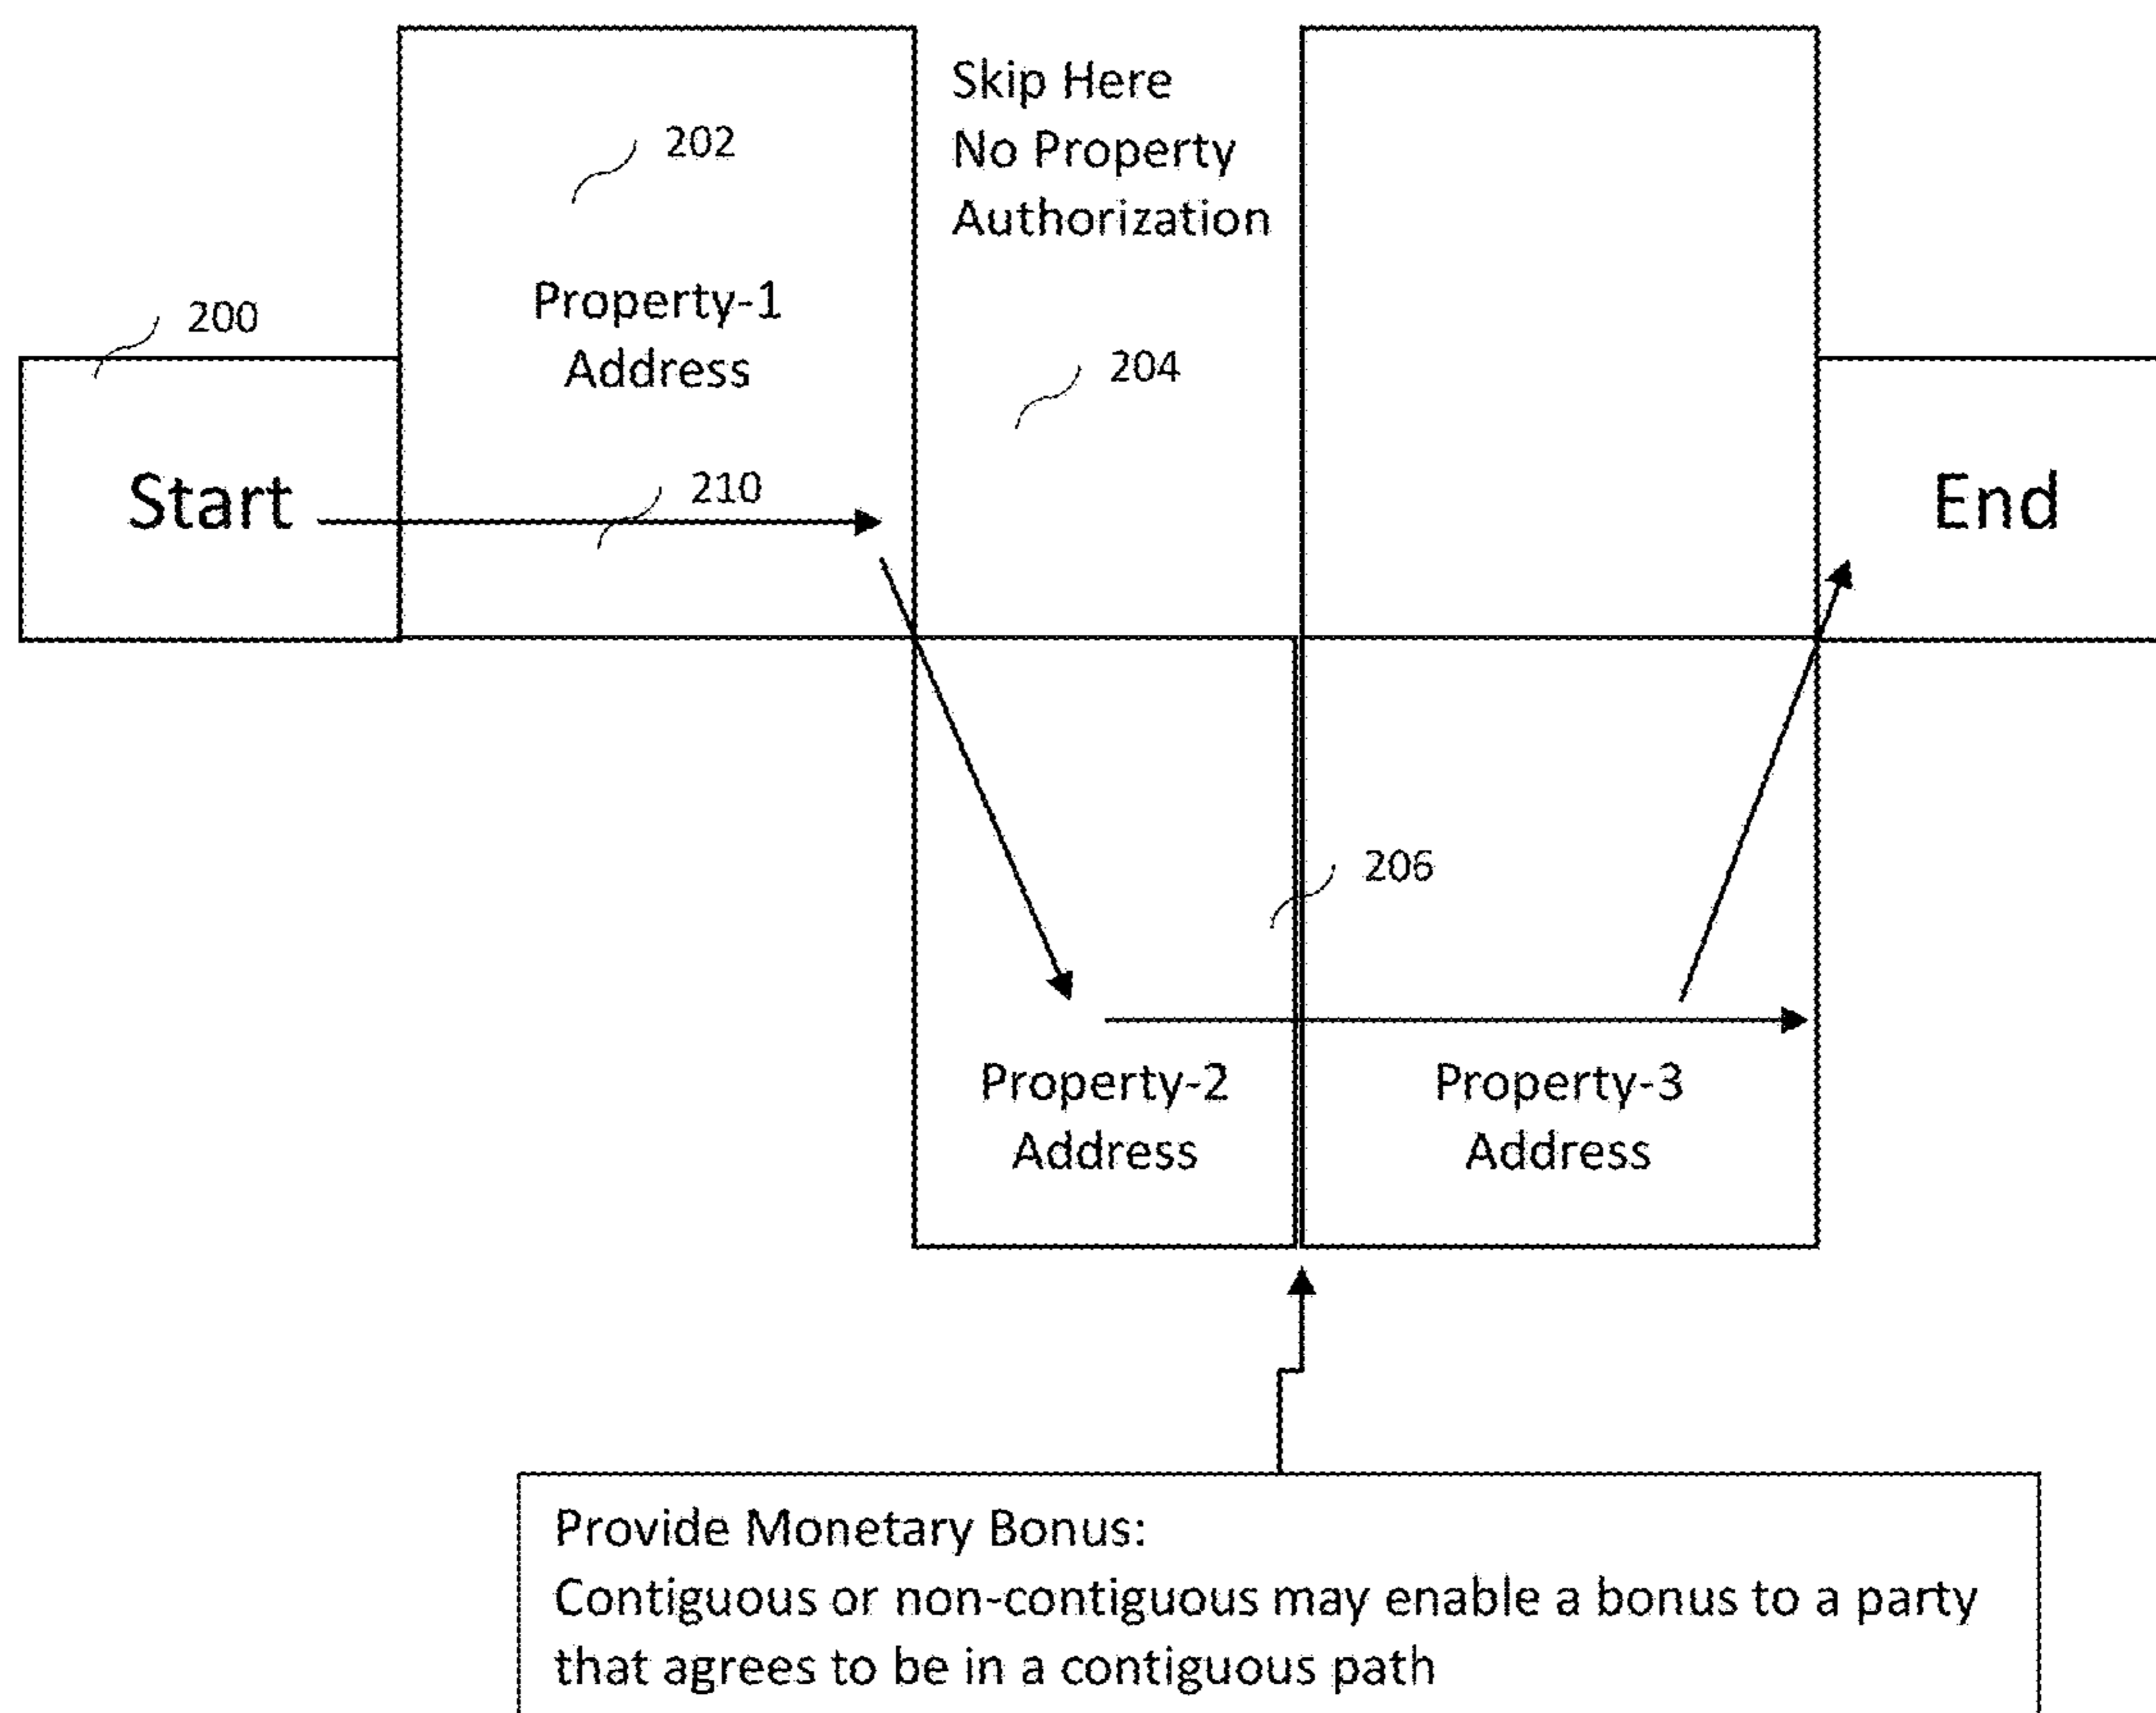 Skip Here
No Property
Authorization
202
Property-1
Address
200
204
Start
210
End
206
Property-2
Address
Property-3
Address
Provide Monetary Bonus:
Contiguous or non-contiguous may enable a bonus to a party
that agrees to be in a contiguous path